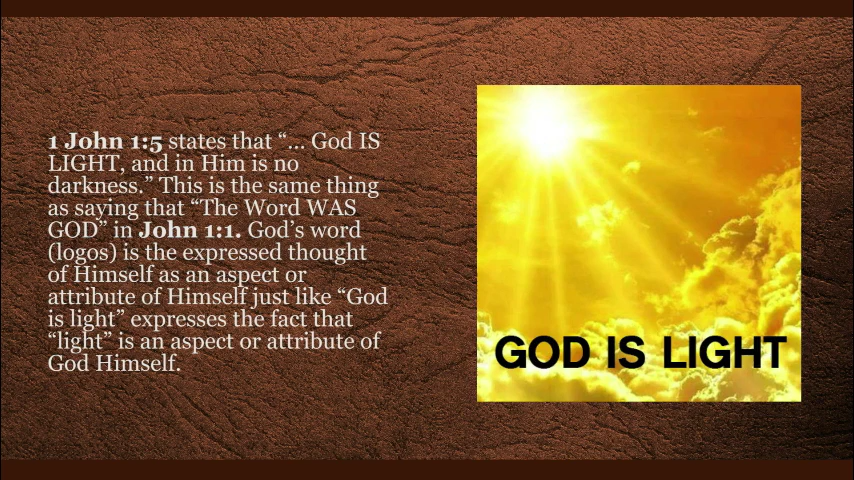 1 John 1:5 states that “... God IS
LIGHT, and in Him is no
darkness.” This is the same thing
as saying that “The Word WAS
GOD” in John 1:1. God’s word
(logos) is the expressed thought
of Himself as an aspect or
attribute of Himself just like “God
is light” expresses the fact that
“light” is an aspect or attribute of
God Himself.
GOD IS LIGHT